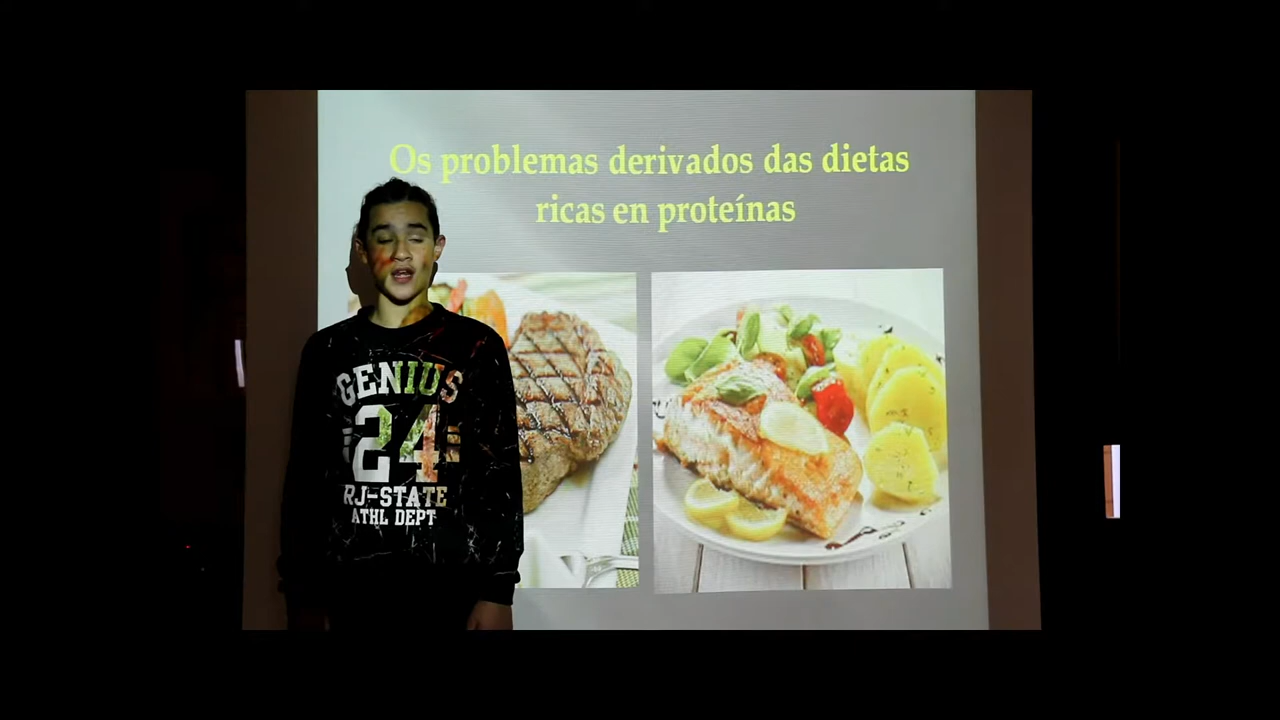 Os problemas derivados das dietas
ricas en proteínas
GENIUS
24
RJ-STATE
ATHL DEPT